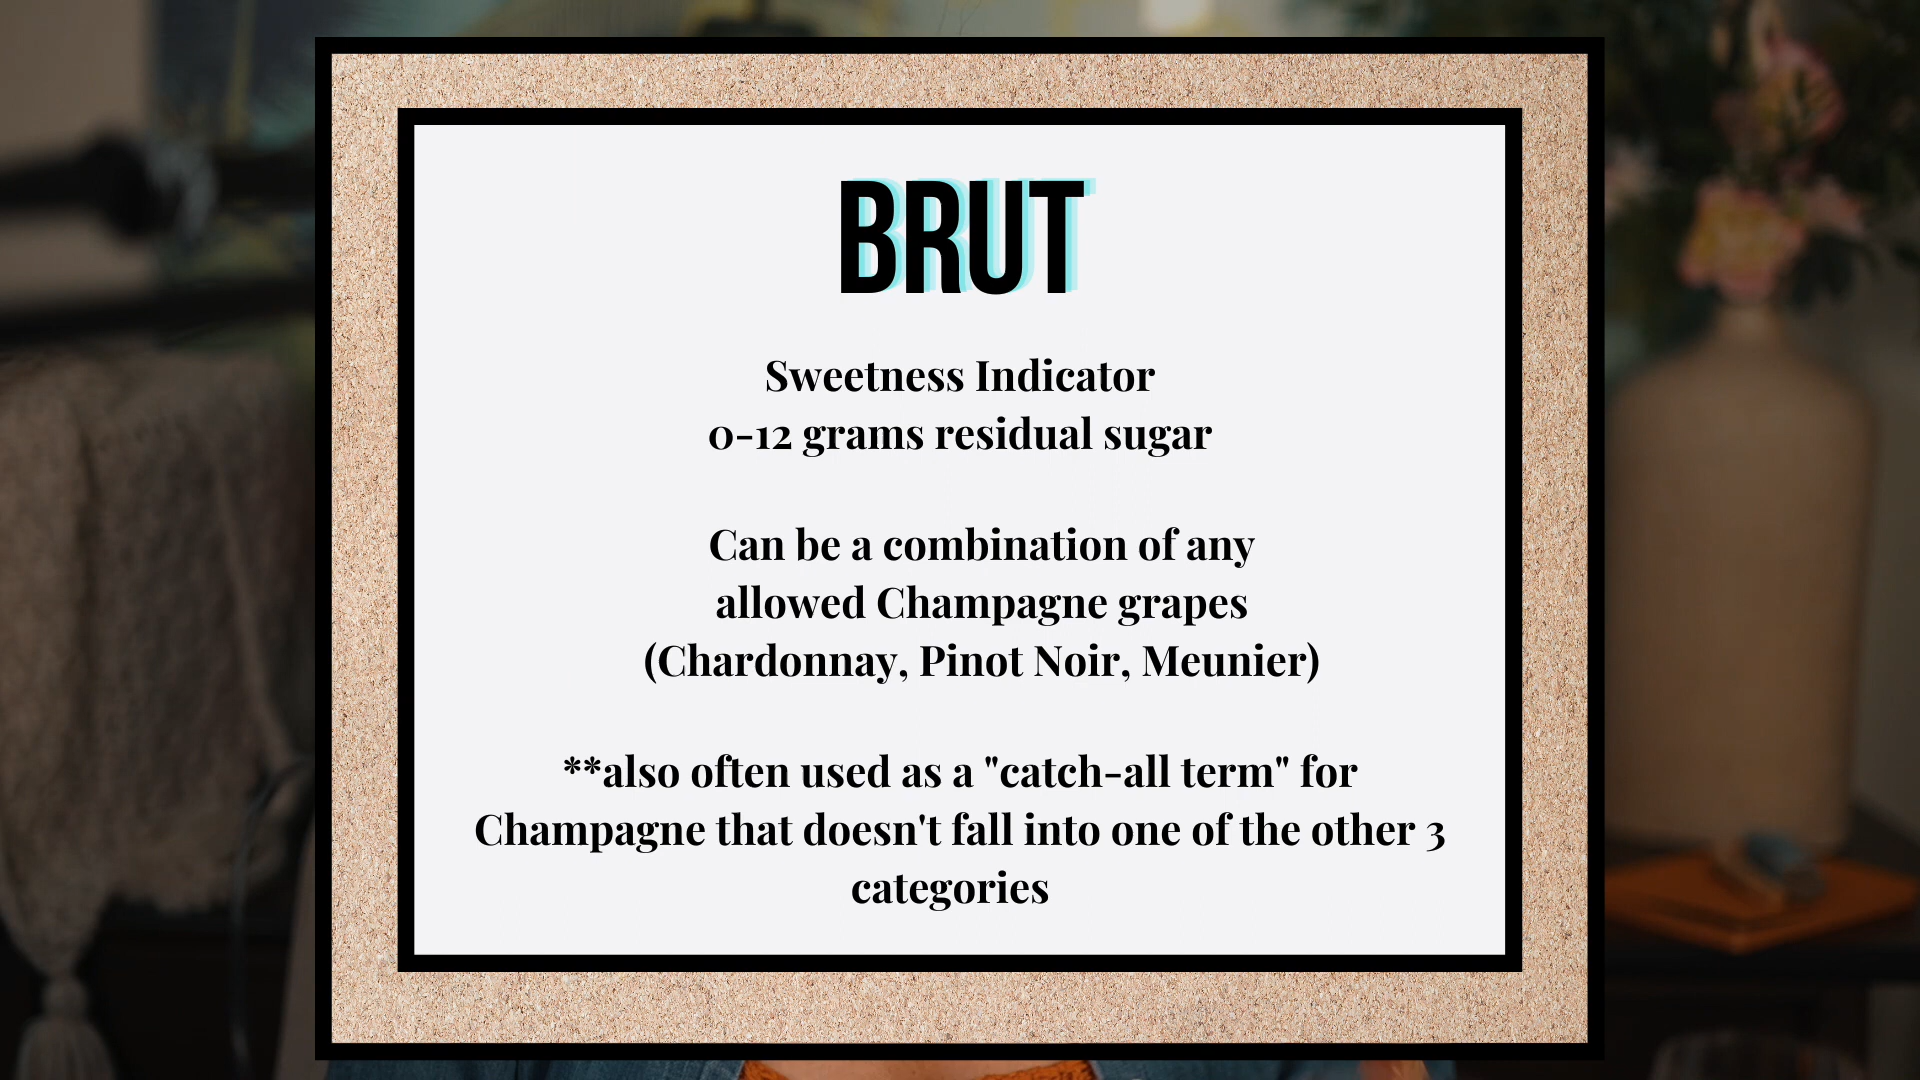 BRUT
Sweetness Indicator
0-12 grams residual sugar
Can be a combination of any
allowed Champagne grapes
(Chardonnay, Pinot Noir, Meunier)
**also often used as a "catch-all term" for
Champagne that doesn't fall into one of the other 3
categories